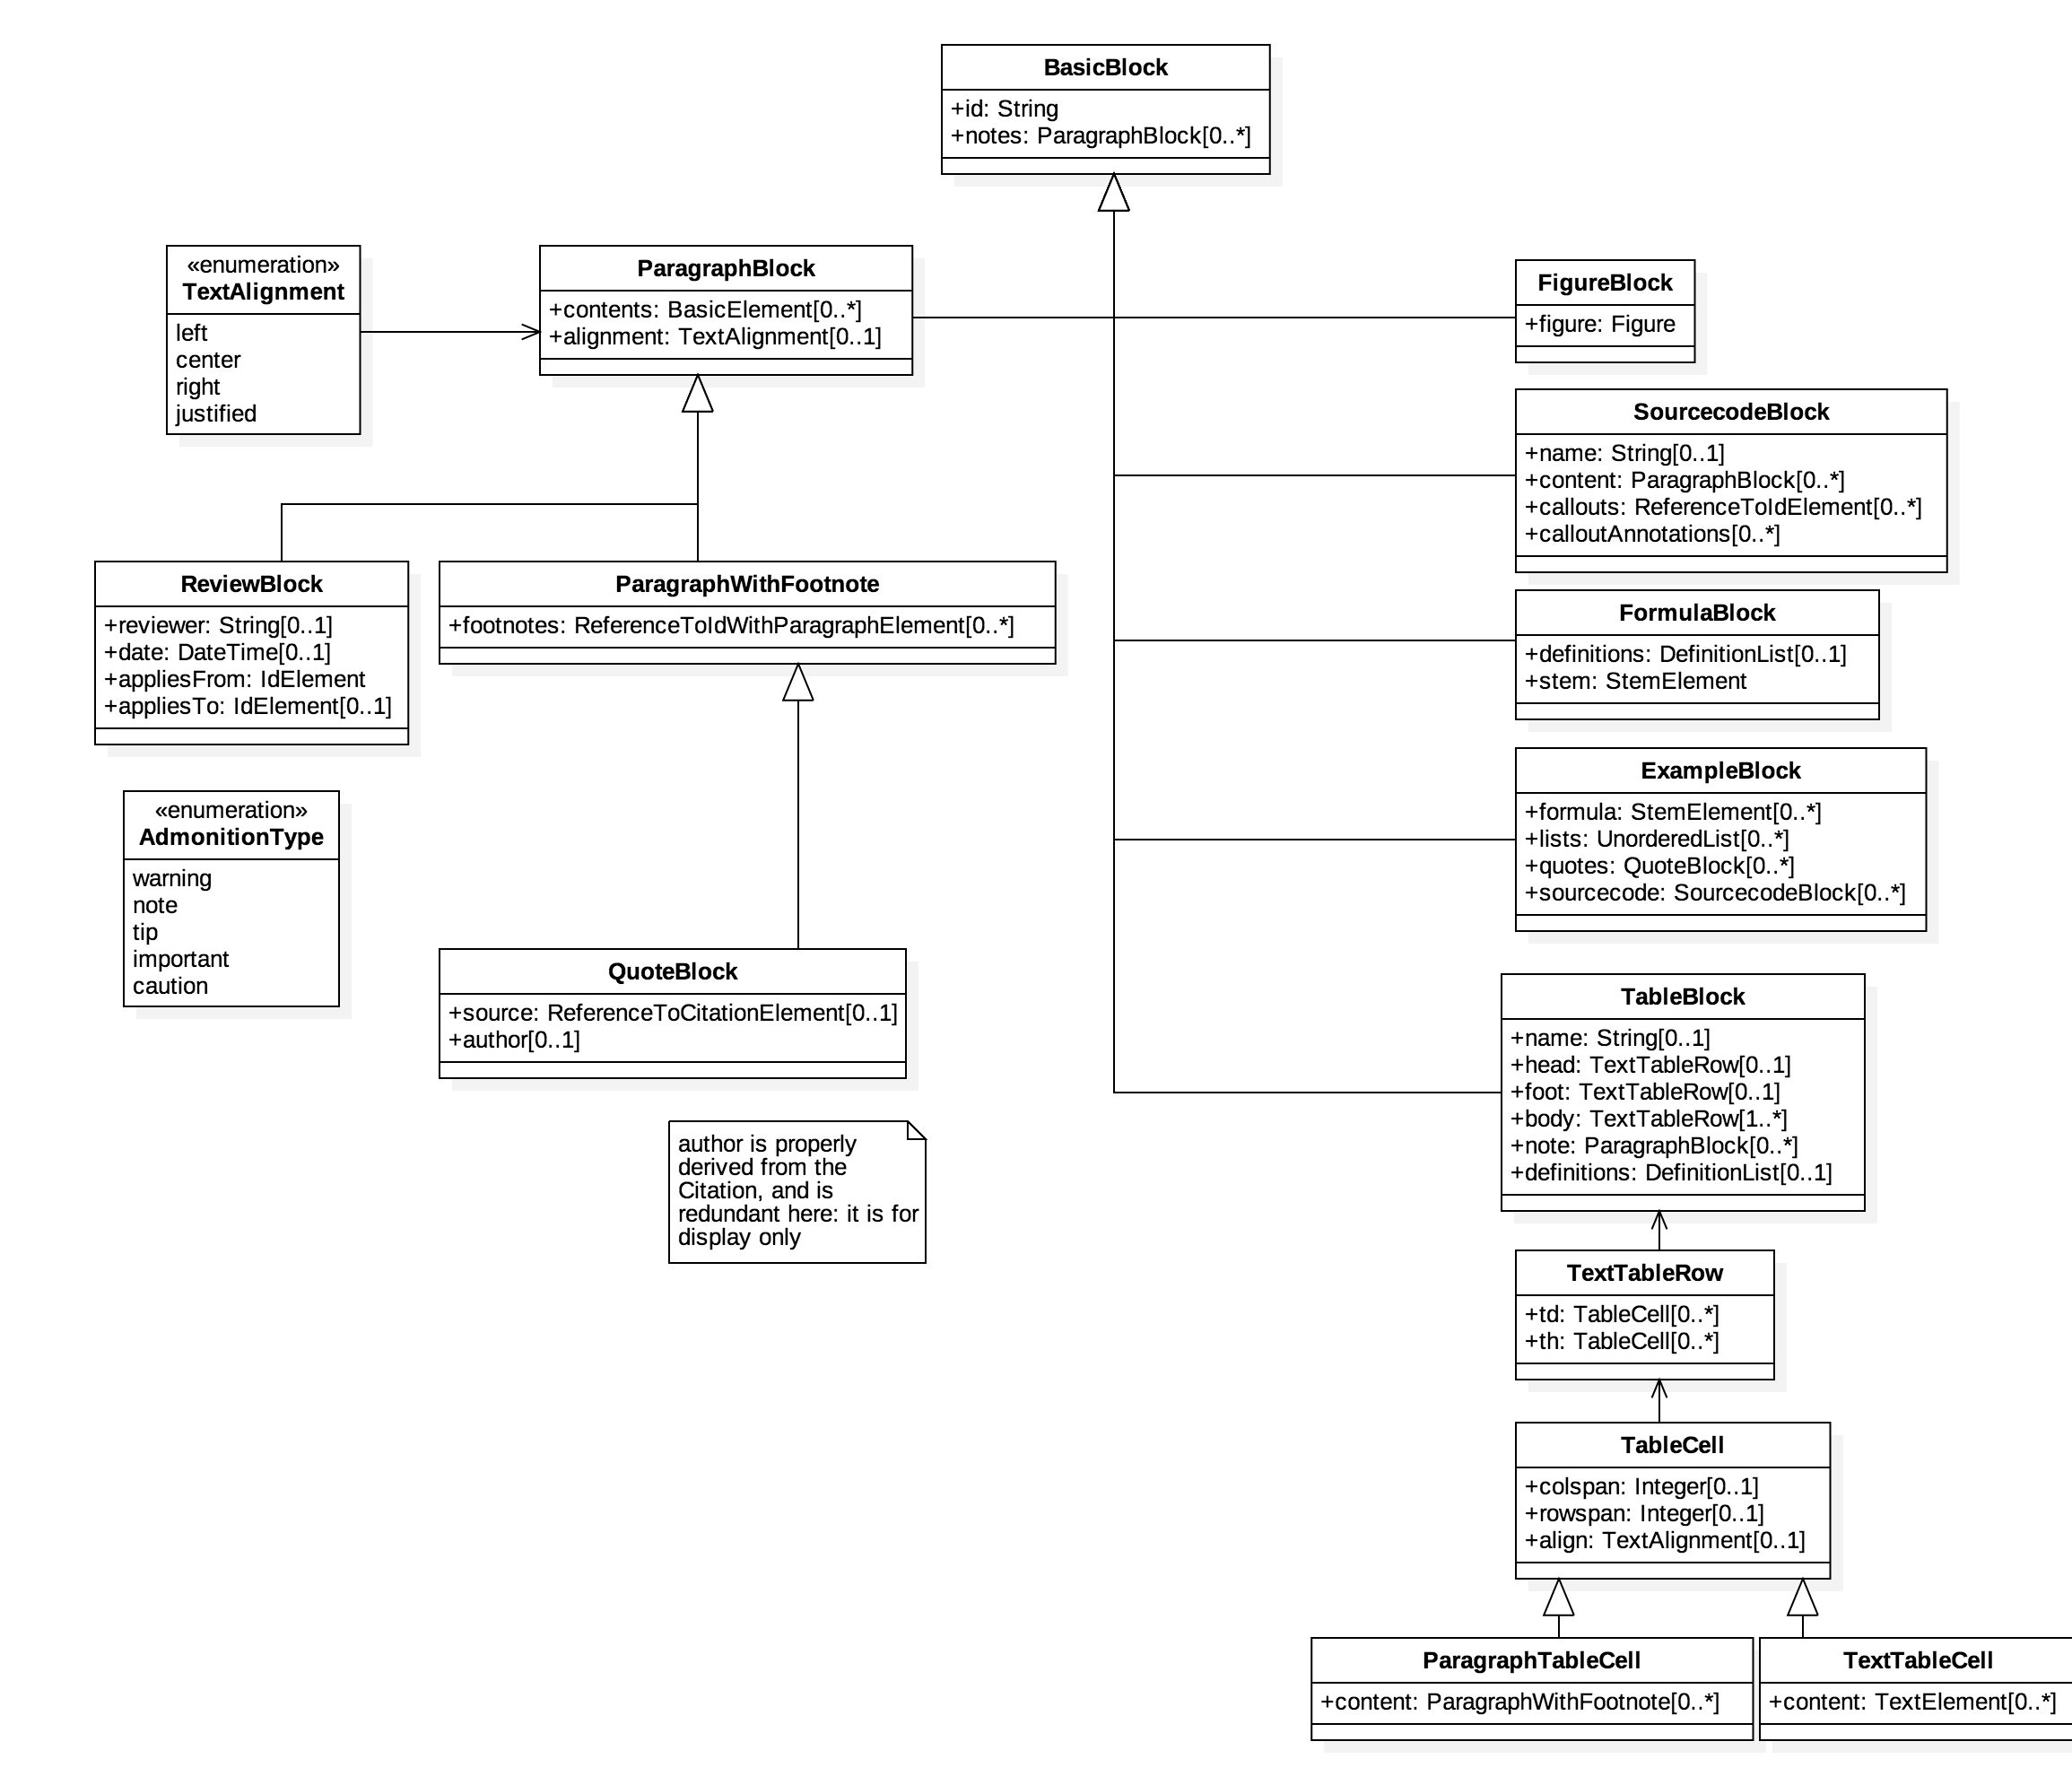 BasicBlock
+id: String
+notes: ParagraphBlock[0..*]
«enumeration»
TextAlignment
left
center
right
justified
ParagraphBlock
+contents: BasicElement[0..*]
+alignment: TextAlignment[0..1]
FigureBlock
+figure: Figure
SourcecodeBlock
+name: String[0..1]
+content: ParagraphBlock[0..*]
+callouts: ReferenceToIdElement[0..*]
+calloutAnnotations[0..*]
ReviewBlock
+reviewer: String[0..1]
+date: DateTime[0..1]
+appliesFrom: IdElement
+appliesTo: IdElement[0..1]
ParagraphWithFootnote
+footnotes: ReferenceToIdWithParagraphElement[0..*]
FormulaBlock
+definitions: DefinitionList[0..1]
+stem: StemElement
«enumeration»
AdmonitionType
warning
note
tip
important
caution
ExampleBlock
+formula: StemElement[0..*]
+lists: UnorderedList[0..*]
+quotes: QuoteBlock[0..*]
+sourcecode: SourcecodeBlock[0..*]
QuoteBlock
+source: ReferenceToCitationElement[0..1]
+author[0..1]
author is properly
derived from the
Citation, and is
redundant here: it is for
display only
TableBlock
+name: String[0..1]
+head: TextTableRow[0..1]
+foot: TextTableRow[0..1]
+body: TextTableRow[1..*]
+note: ParagraphBlock[0..*]
+definitions: DefinitionList[0..1]
TextTableRow
+td: TableCell[0..*]
+th: TableCell[0..*]
TableCell
+colspan: Integer[0..1]
+rowspan: Integer[0..1]
+align: TextAlignment[0..1]
ParagraphTableCell
+content: ParagraphWithFootnote[0..*]
TextTableCell
+content: TextElement[0..*]